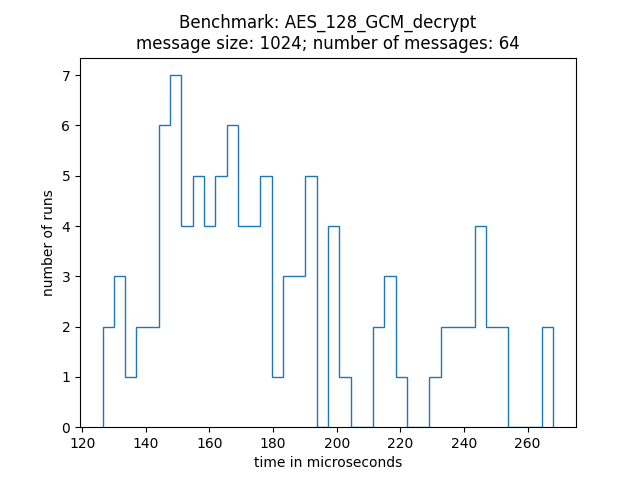 Benchmark: AES_128_GCM_decrypt
message size: 1024; number of messages: 64
number of runs
7
6
5
4
3
2
1
0
120 140 160 180 200 220 240 260
time in microseconds